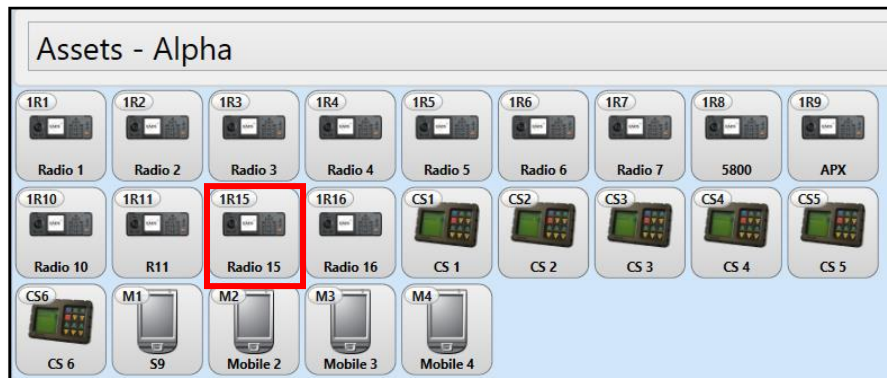 Assets - Alpha
1R1 1R2 1R3 1R4 1R5 1R6 1R7 1R8 1R9
Radio 1 Radio 2 Radio 3 Radio 4 Radio 5 Radio 6 Radio 7 5800 APX
1R10 1R11 1R15 1R16 CS1 CS2 CS3 CS4 CS5
Radio 10 R11 Radio 15 Radio 16 CS 1 CS 2 CS 3 CS 4 CS 5
CS6 M1 M2 M3 M4
CS 6 S9 Mobile 2 Mobile 3 Mobile 4